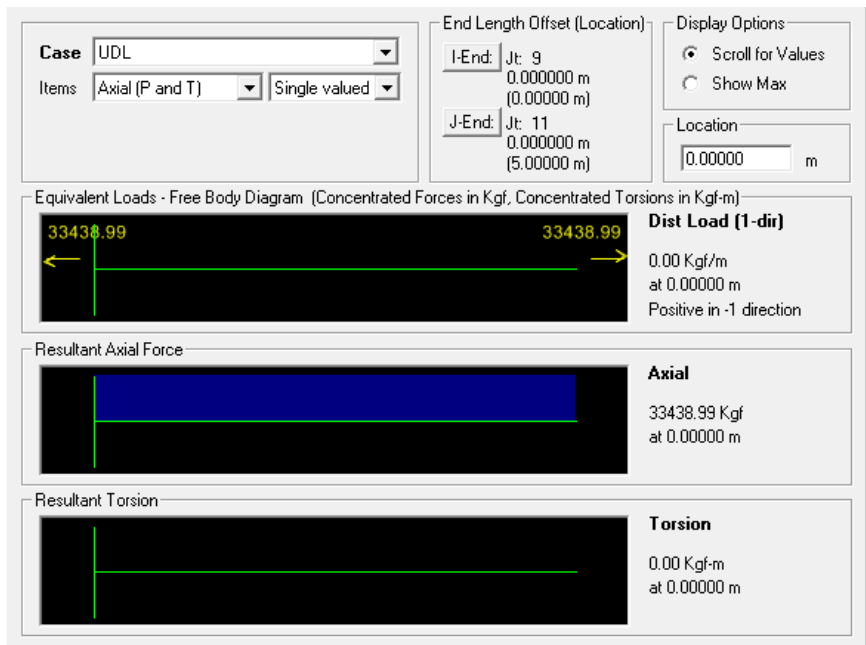 Case UDL
Items Axial (P and T) Single valued
End Length Offset (Location)
I-End: Jt: 9
0.000000 m
(0.00000 m)
J-End: Jt: 11
0.000000 m
(5.00000 m)
Display Options
Scroll for Values
Show Max
Location
0.00000 m
Equivalent Loads - Free Body Diagram (Concentrated Forces in Kgf, Concentrated Torsions in Kgf-m)
33438.99 33438.99
Dist Load (1-dir)
0.00 Kgf/m
at 0.00000 m
Positive in -1 direction
Resultant Axial Force
Axial
33438.99 Kgf
at 0.00000 m
Resultant Torsion
Torsion
0.00 Kgf-m
at 0.00000 m